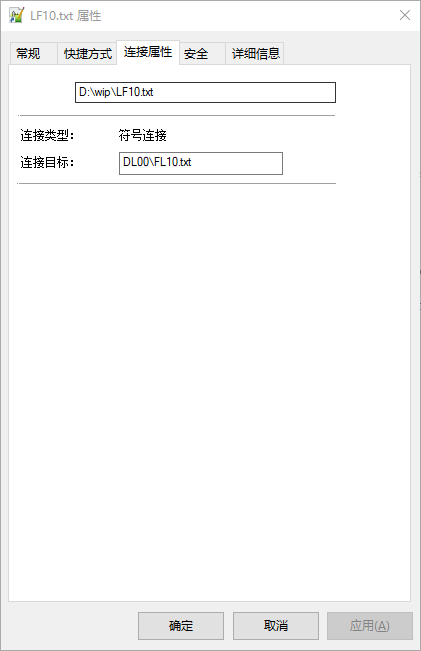 LF10.txt 属性
常规 快捷方式 连接属性 安全 详细信息
D:\wip\LF10.txt
连接类型： 符号连接
连接目标： DL00\FL10.txt
确定 取消 应用(A)